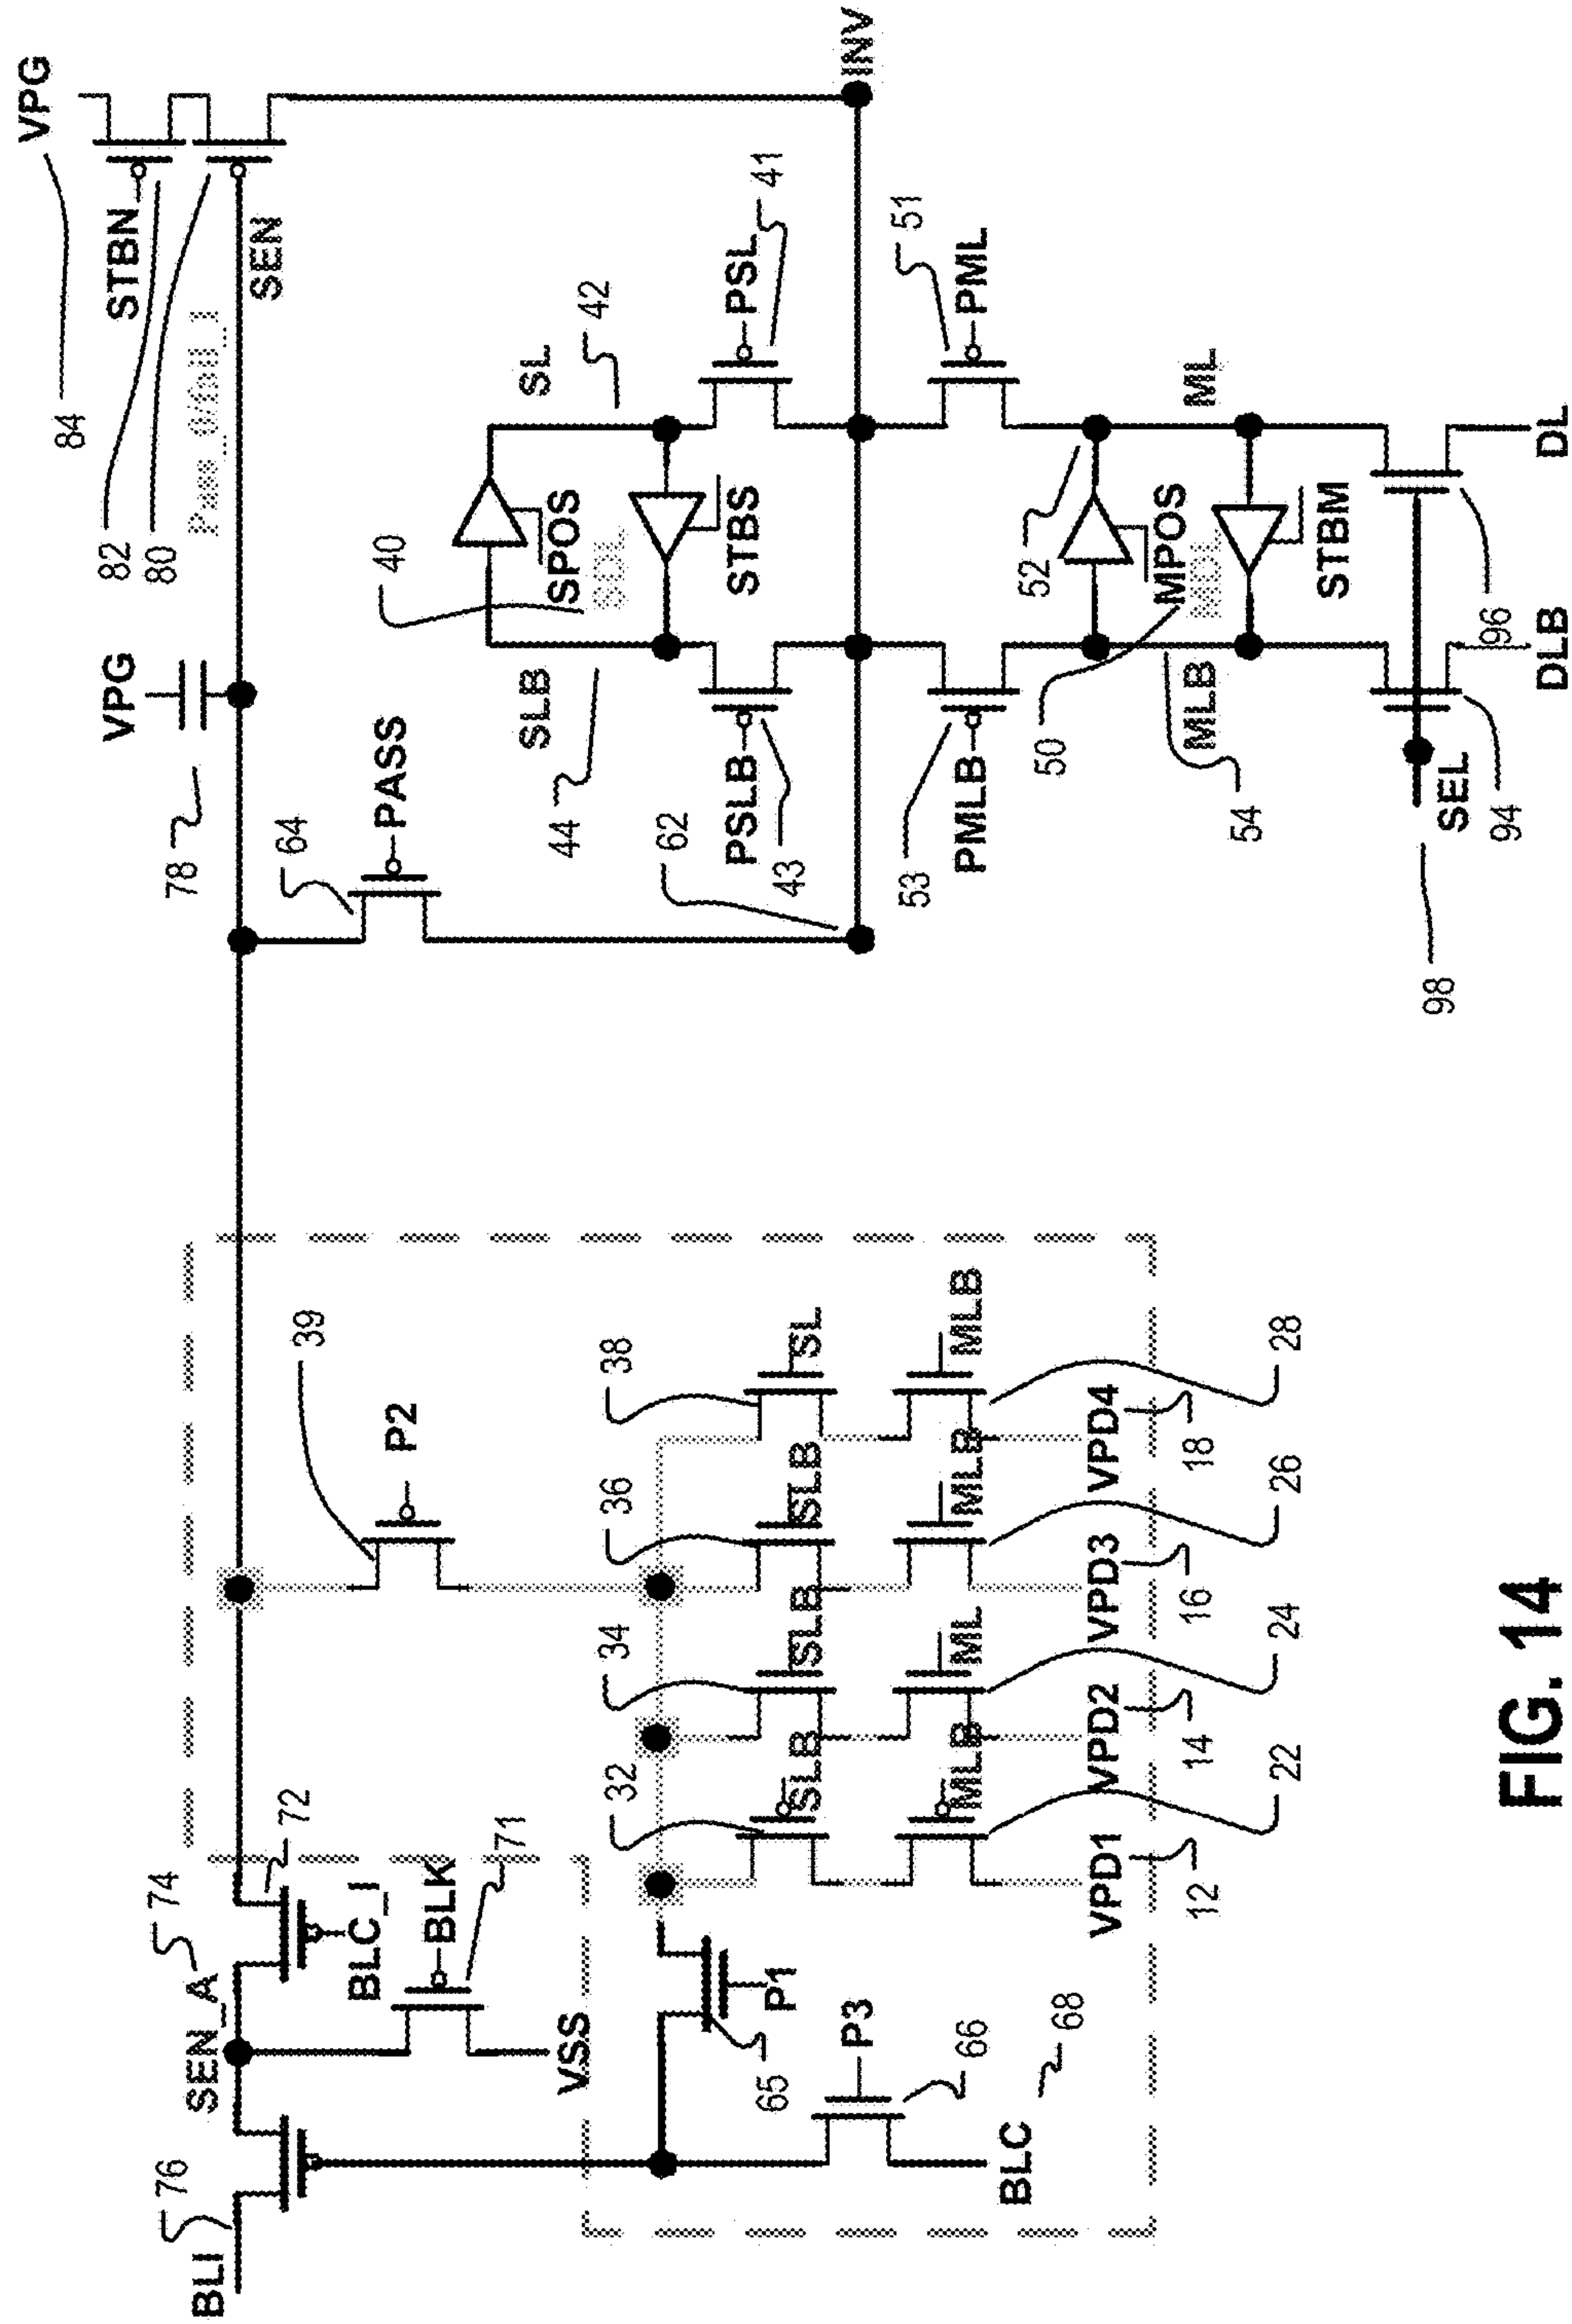 VPG
84
STBN
82
80
Pass_0/fail_1
SEN
VPG
78
64
PASS
INV
40
SPOS
SDL
STBS
SL
42
PSL
41
SLB
44
PSLB
43
62
51
PML
53
PMLB
52
MPOS
MDL
50
STBM
ML
MLB
54
SEL
98
94
96
DLB
DL
39
P2
38
SL
MLB
28
36
SLB
MLB
26
34
SLB
ML
24
32
SLB
MLB
22
VPD4
18
VPD3
16
VPD2
14
VPD1
12
72
BLC_I
74
SEN_A
71
BLK
VSS
76
BLI
P1
65
P3
66
BLC
68
FIG. 14